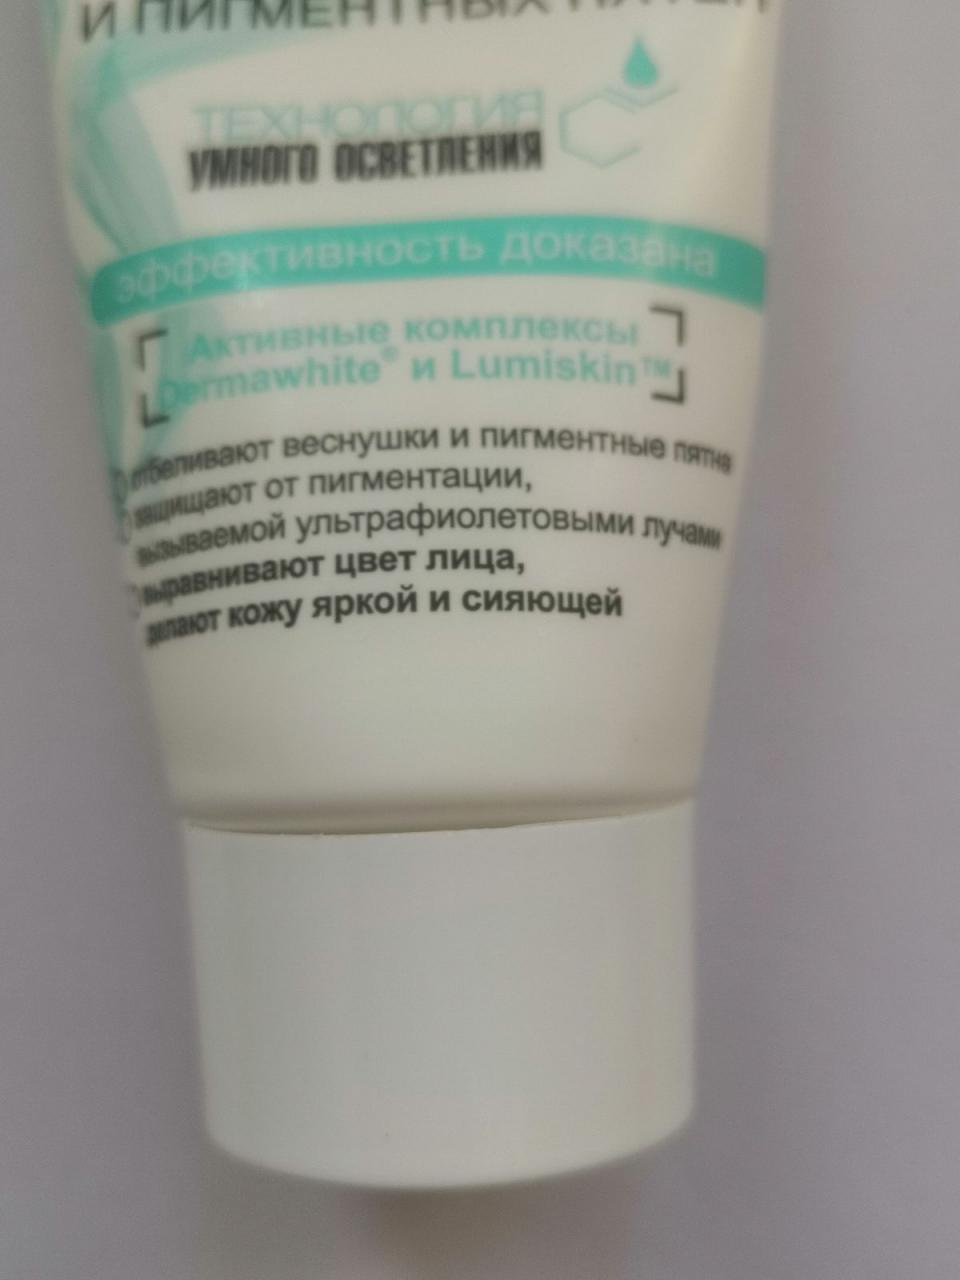 И ПИГМЕНТНЫХ ПЯТЕН
ТЕХНОЛОГИЯ
УМНОГО ОСВЕТЛЕНИЯ
эффективность доказана
Активные комплексы
Dermawhite® и Lumiskin™
отбеливают веснушки и пигментные пятна
защищают от пигментации,
вызываемой ультрафиолетовыми лучами
выравнивают цвет лица,
делают кожу яркой и сияющей